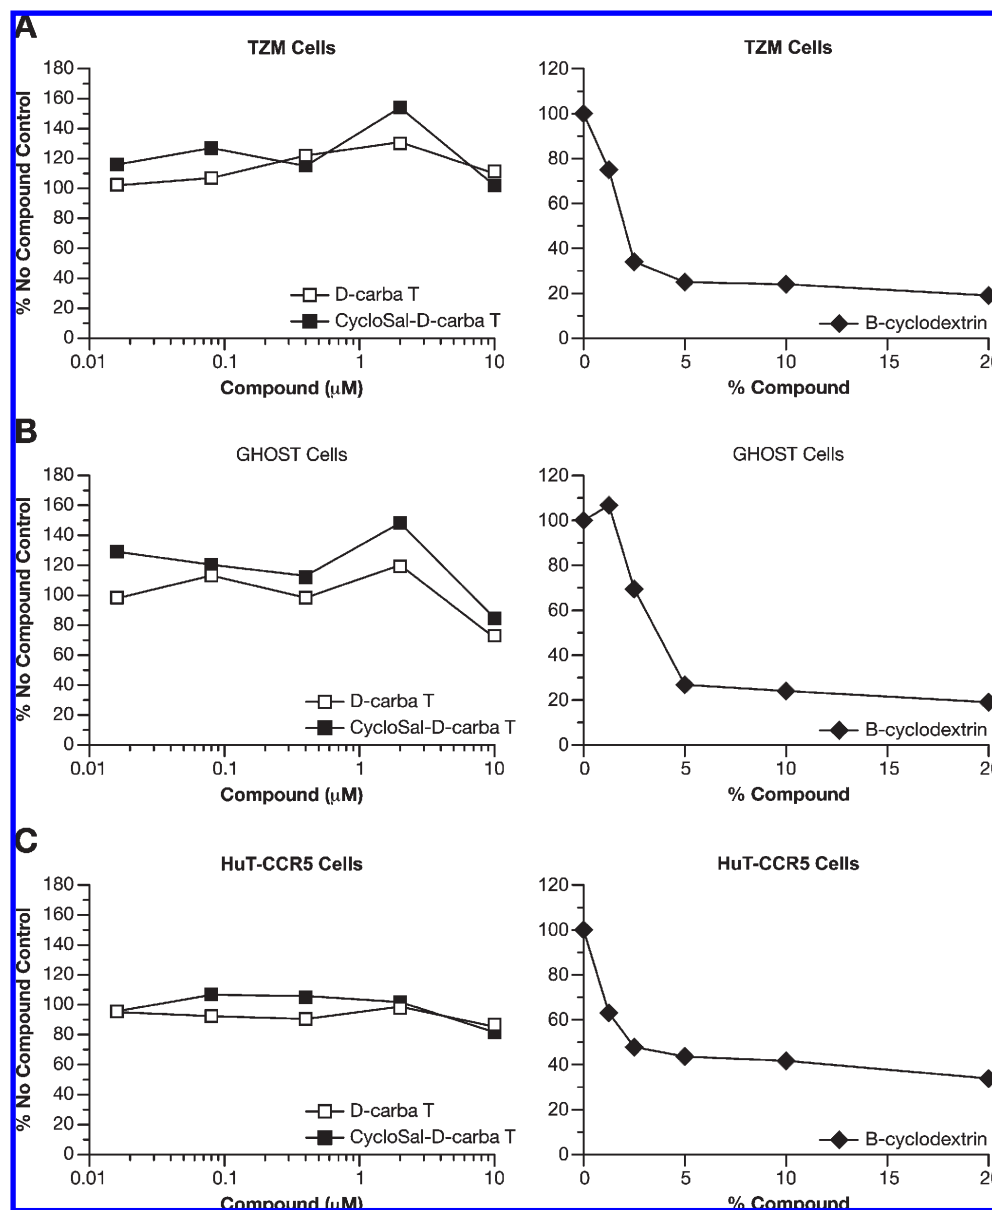 A
TZM Cells
TZM Cells
% No Compound Control
180
160
140
120
100
80
60
40
20
0
0.01
0.1
1
10
Compound (μM)
D-carba T
CycloSal-D-carba T
120
100
80
60
40
20
0
0
5
10
15
20
% Compound
B-cyclodextrin
B
GHOST Cells
GHOST Cells
% No Compound Control
180
160
140
120
100
80
60
40
20
0
0.01
0.1
1
10
Compound (μM)
D-carba T
CycloSal-D-carba T
120
100
80
60
40
20
0
0
5
10
15
20
% Compound
B-cyclodextrin
C
HuT-CCR5 Cells
HuT-CCR5 Cells
% No Compound Control
180
160
140
120
100
80
60
40
20
0
0.01
0.1
1
10
Compound (μM)
D-carba T
CycloSal-D-carba T
120
100
80
60
40
20
0
0
5
10
15
20
% Compound
B-cyclodextrin